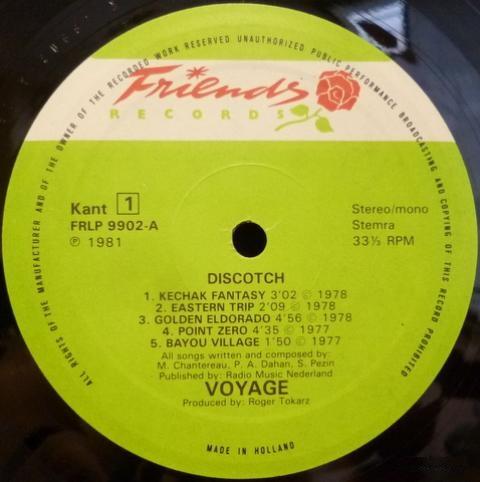 ALL RIGHTS OF THE MANUFACTURER AND OF THE OWNER OF THE RECORDED WORK RESERVED UNAUTHORIZED PUBLIC PERFORMANCE BROADCASTING AND COPYING OF THIS RECORD PROHIBITED
Friends
RECORDS
Kant 1
FRLP 9902-A
℗ 1981
Stereo/mono
Stemra
33⅓ RPM
DISCOTCH
1. KECHAK FANTASY 3'02 © 1978
2. EASTERN TRIP 2'09 © 1978
3. GOLDEN ELDORADO 4'56 © 1978
4. POINT ZERO 4'35 © 1977
5. BAYOU VILLAGE 1'50 © 1977
All songs written and composed by:
M. Chantereau, P. A. Dahan, S. Pezin
Published by: Radio Music Nederland
VOYAGE
Produced by: Roger Tokarz
MADE IN HOLLAND